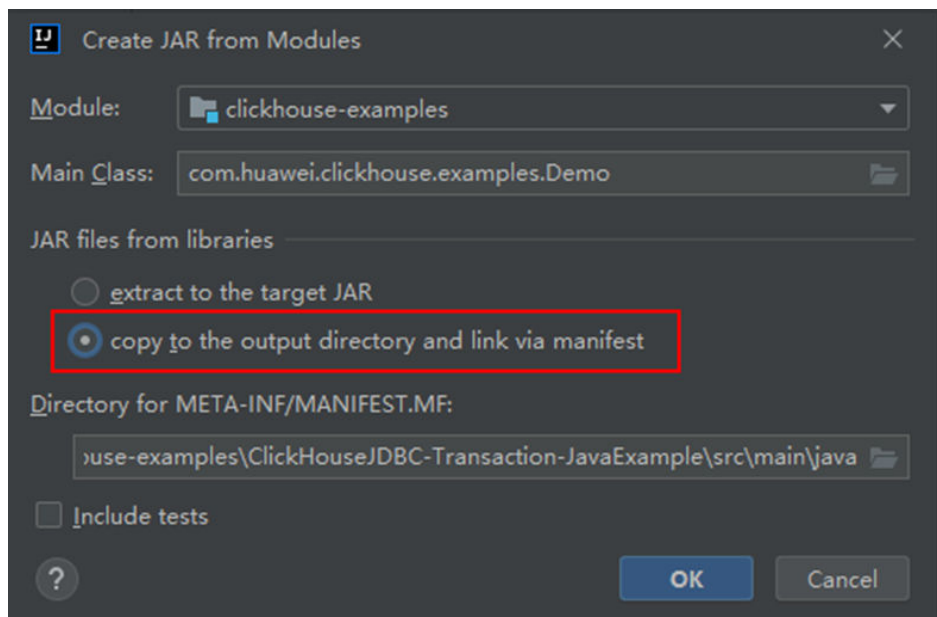 IJ
Create JAR from Modules
Module: clickhouse-examples
Main Class: com.huawei.clickhouse.examples.Demo
JAR files from libraries
extract to the target JAR
copy to the output directory and link via manifest
Directory for META-INF/MANIFEST.MF:
ouse-examples\ClickHouseJDBC-Transaction-JavaExample\src\main\java
Include tests
? OK Cancel